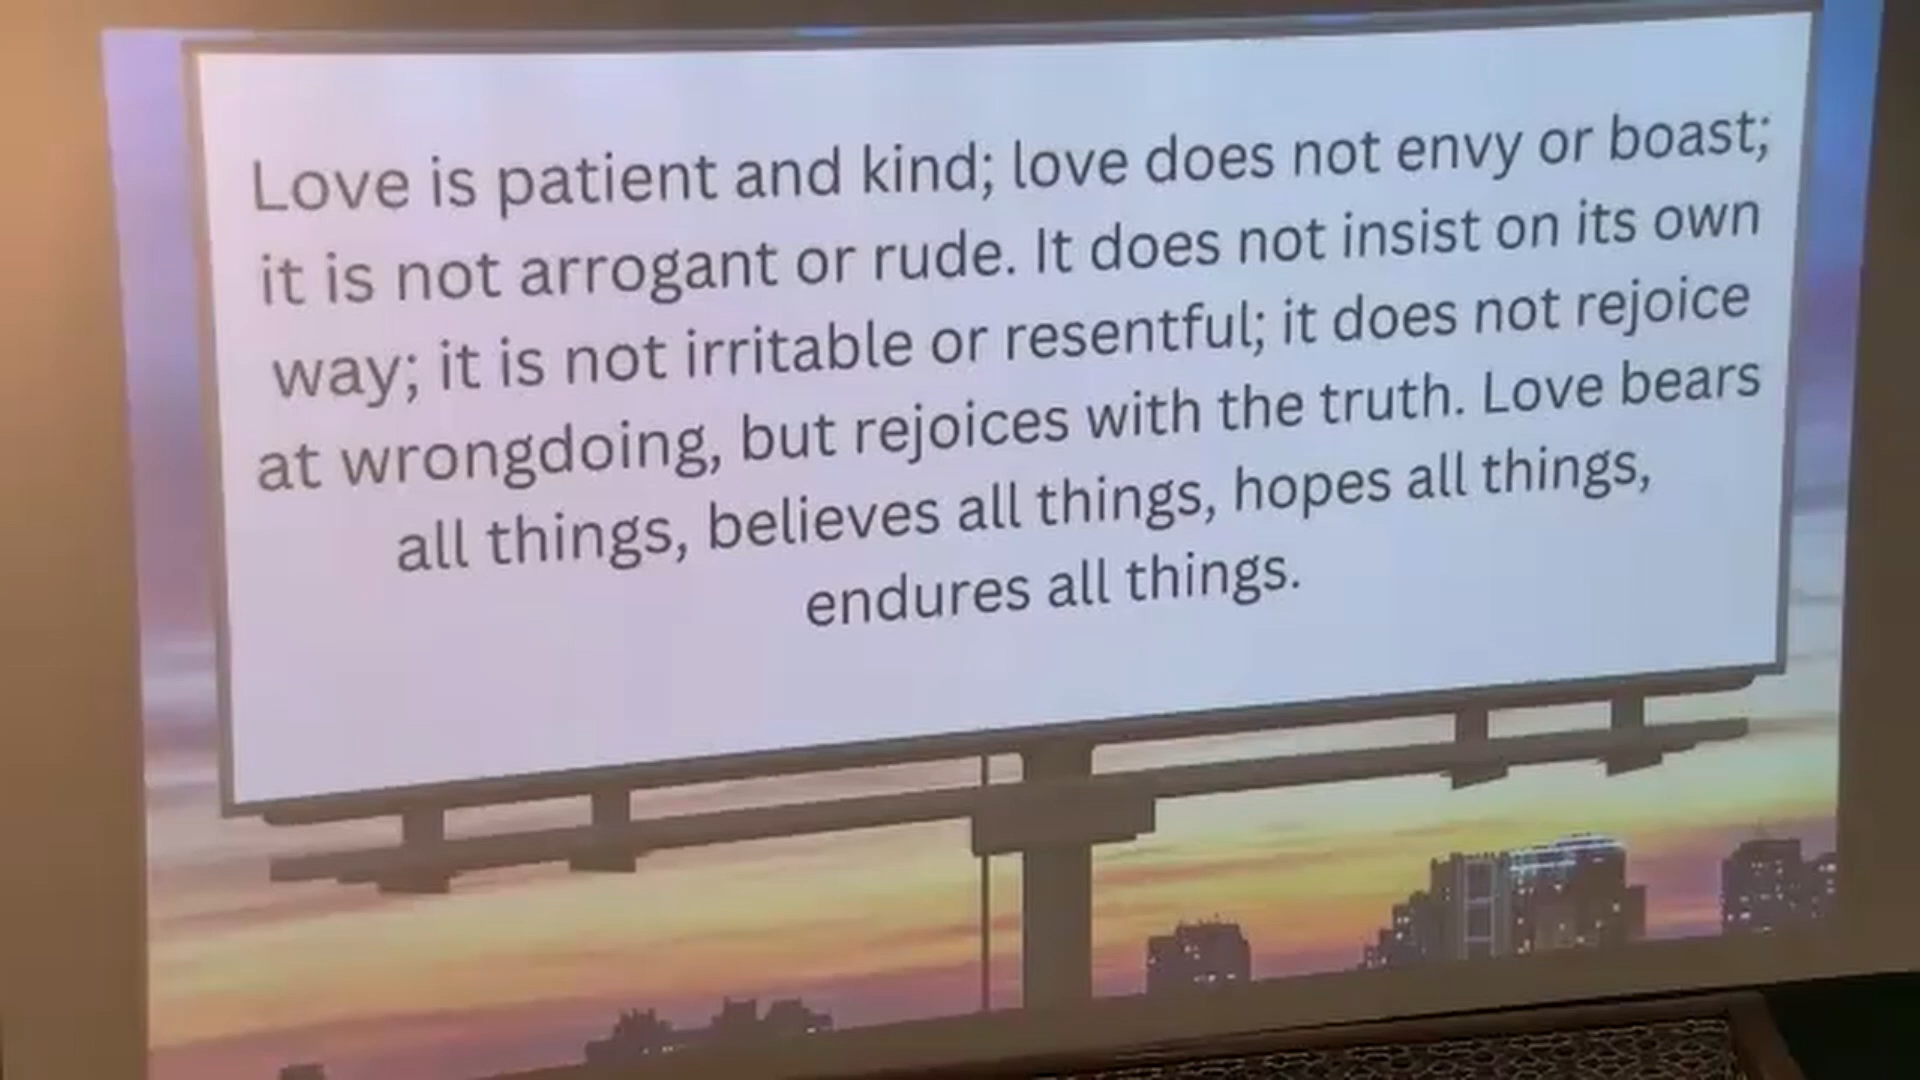 Love is patient and kind; love does not envy or boast;
it is not arrogant or rude. It does not insist on its own
way; it is not irritable or resentful; it does not rejoice
at wrongdoing, but rejoices with the truth. Love bears
all things, believes all things, hopes all things,
endures all things.